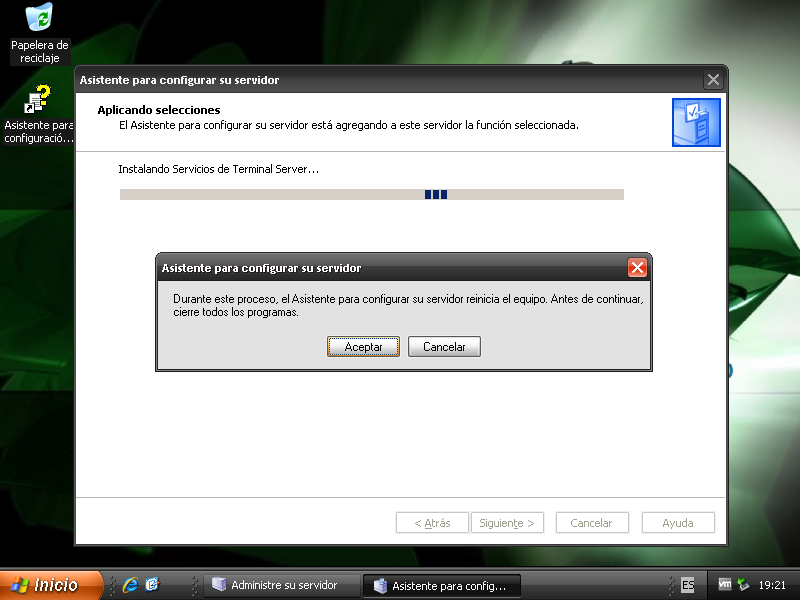 Papelera de
reciclaje
Asistente para
configuració...
Asistente para configurar su servidor
Aplicando selecciones
El Asistente para configurar su servidor está agregando a este servidor la función seleccionada.
Instalando Servicios de Terminal Server...
Asistente para configurar su servidor
Durante este proceso, el Asistente para configurar su servidor reinicia el equipo. Antes de continuar,
cierre todos los programas.
Aceptar
Cancelar
< Atrás
Siguiente >
Cancelar
Ayuda
Inicio
Administre su servidor
Asistente para config...
ES
vm
19:21